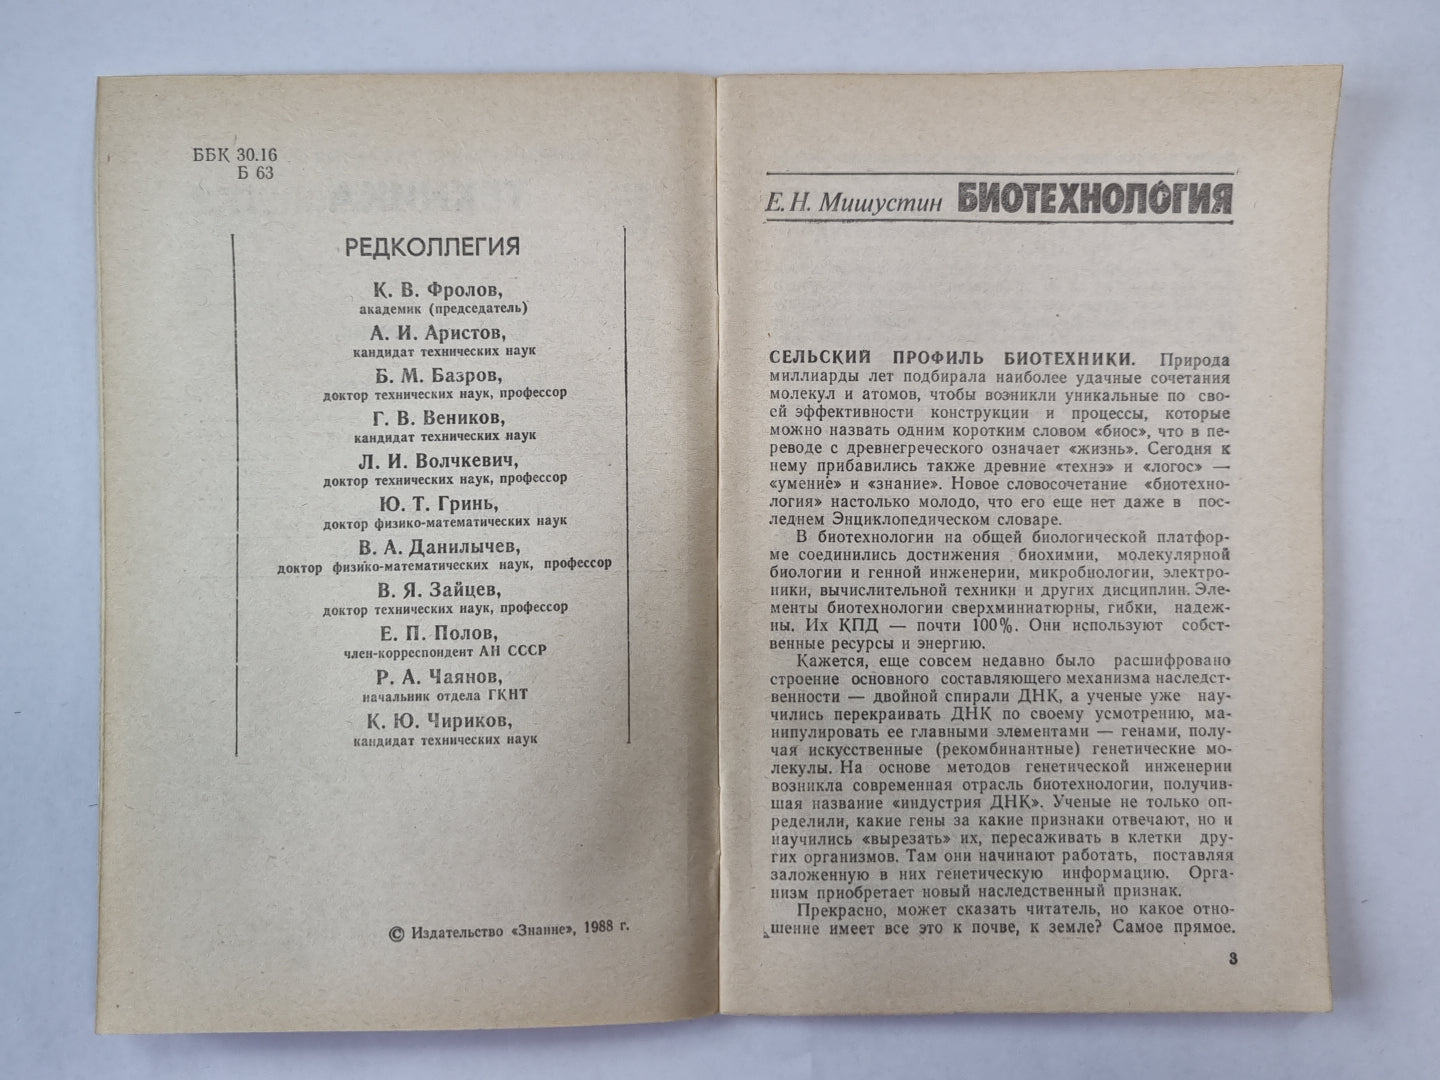 ББК 30.16
Б 63
РЕДКОЛЛЕГИЯ
К. В. Фролов,
академик (председатель)
А. И. Аристов,
кандидат технических наук
Б. М. Базров,
доктор технических наук, профессор
Г. В. Веников,
кандидат технических наук
Л. И. Волчкевич,
доктор технических наук, профессор
Ю. Т. Гринь,
доктор физико-математических наук
В. А. Данилычев,
доктор физико-математических наук, профессор
В. Я. Зайцев,
доктор технических наук, профессор
Е. П. Полов,
член-корреспондент АН СССР
Р. А. Чаянов,
начальник отдела ГКНТ
К. Ю. Чириков,
кандидат технических наук
© Издательство «Знание», 1988 г.
Е. Н. Мишустин БИОТЕХНОЛОГИЯ
СЕЛЬСКИЙ ПРОФИЛЬ БИОТЕХНИКИ. Природа
миллиарды лет подбирала наиболее удачные сочетания
молекул и атомов, чтобы возникли уникальные по сво-
ей эффективности конструкции и процессы, которые
можно назвать одним коротким словом «биос», что в пе-
реводе с древнегреческого означает «жизнь». Сегодня к
нему прибавились также древние «технэ» и «логос» —
«умение» и «знание». Новое словосочетание «биотехно-
логия» настолько молодо, что его еще нет даже в пос-
леднем Энциклопедическом словаре.
В биотехнологии на общей биологической платфор-
ме соединились достижения биохимии, молекулярной
биологии и генной инженерии, микробиологии, электро-
ники, вычислительной техники и других дисциплин. Эле-
менты биотехнологии сверхминиатюрны, гибки, надеж-
ны. Их КПД — почти 100%. Они используют собст-
венные ресурсы и энергию.
Кажется, еще совсем недавно было расшифровано
строение основного составляющего механизма наследст-
венности — двойной спирали ДНК, а ученые уже нау-
чились перекраивать ДНК по своему усмотрению, ма-
нипулировать ее главными элементами — генами, полу-
чая искусственные (рекомбинантные) генетические мо-
лекулы. На основе методов генетической инженерии
возникла современная отрасль биотехнологии, получив-
шая название «индустрия ДНК». Ученые не только оп-
ределили, какие гены за какие признаки отвечают, но и
научились «вырезать» их, пересаживать в клетки дру-
гих организмов. Там они начинают работать, поставляя
заложенную в них генетическую информацию. Орга-
низм приобретает новый наследственный признак.
Прекрасно, может сказать читатель, но какое отно-
шение имеет все это к почве, к земле? Самое прямое.
3